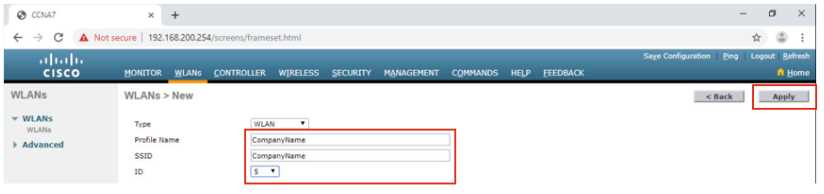 CCNA7
Not secure | 192.168.200.254/screens/frameset.html
Save Configuration | Ping | Logout | Refresh
CISCO
MONITOR WLANs CONTROLLER WIRELESS SECURITY MANAGEMENT COMMANDS HELP FEEDBACK
Home
WLANs
WLANs > New
< Back
Apply
WLANs
WLANs
Advanced
Type WLAN
Profile Name CompanyName
SSID CompanyName
ID 5